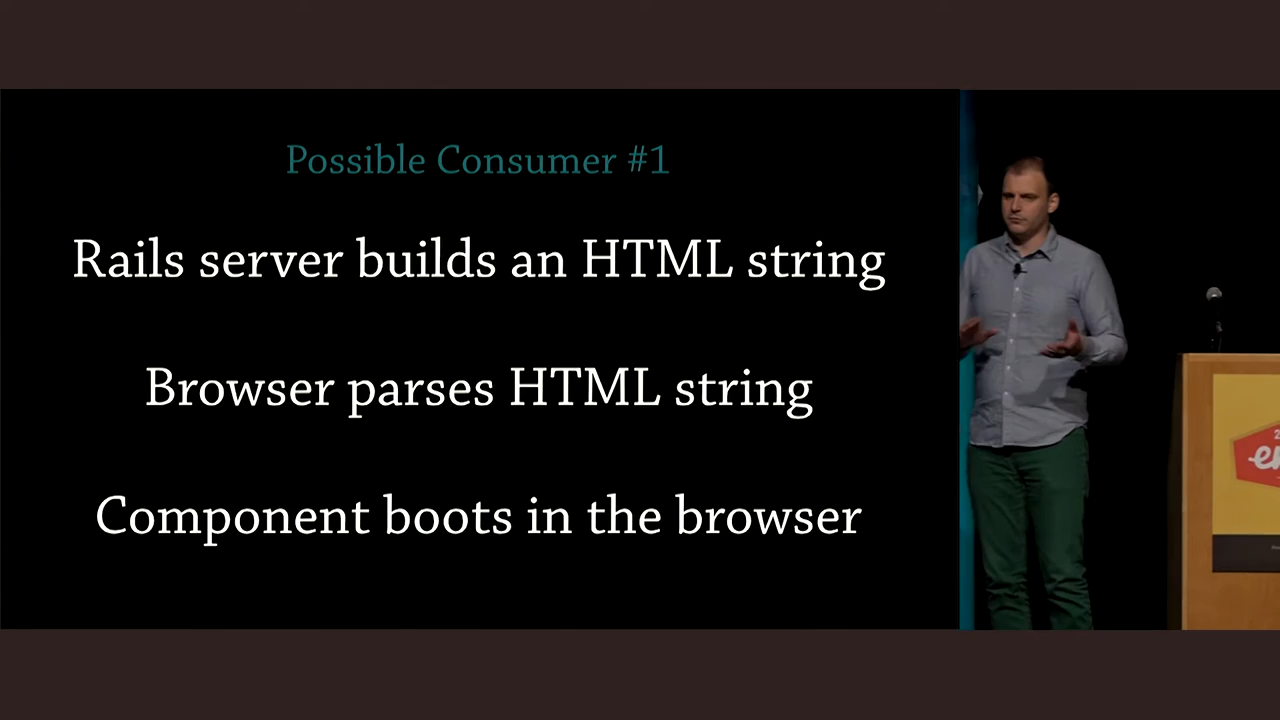 Possible Consumer #1
Rails server builds an HTML string
Browser parses HTML string
Component boots in the browser